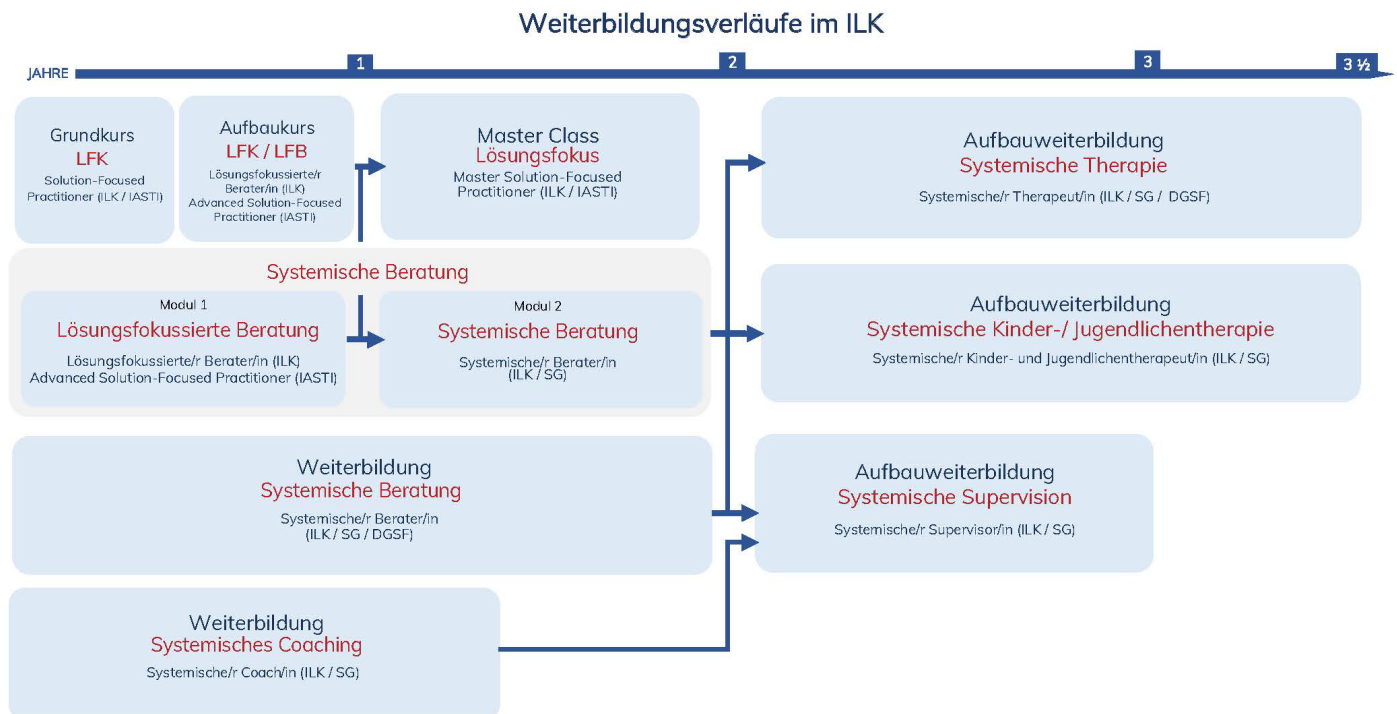 Weiterbildungsverläufe im ILK
JAHRE
1
2
3
3 ½
Grundkurs
LFK
Solution-Focused
Practitioner (ILK / IASTI)
Aufbaukurs
LFK / LFB
Lösungsfokussierte/r
Berater/in (ILK)
Advanced Solution-Focused
Practitioner (IASTI)
Master Class
Lösungsfokus
Master Solution-Focused
Practitioner (ILK / IASTI)
Aufbauweiterbildung
Systemische Therapie
Systemische/r Therapeut/in (ILK / SG / DGSF)
Systemische Beratung
Modul 1
Lösungsfokussierte Beratung
Lösungsfokussierte/r Berater/in (ILK)
Advanced Solution-Focused Practitioner (IASTI)
Modul 2
Systemische Beratung
Systemische/r Berater/in
(ILK / SG)
Aufbauweiterbildung
Systemische Kinder-/ Jugendlichentherapie
Systemische/r Kinder- und Jugendlichentherapeut/in (ILK / SG)
Weiterbildung
Systemische Beratung
Systemische/r Berater/in
(ILK / SG / DGSF)
Aufbauweiterbildung
Systemische Supervision
Systemische/r Supervisor/in (ILK / SG)
Weiterbildung
Systemisches Coaching
Systemische/r Coach/in (ILK / SG)